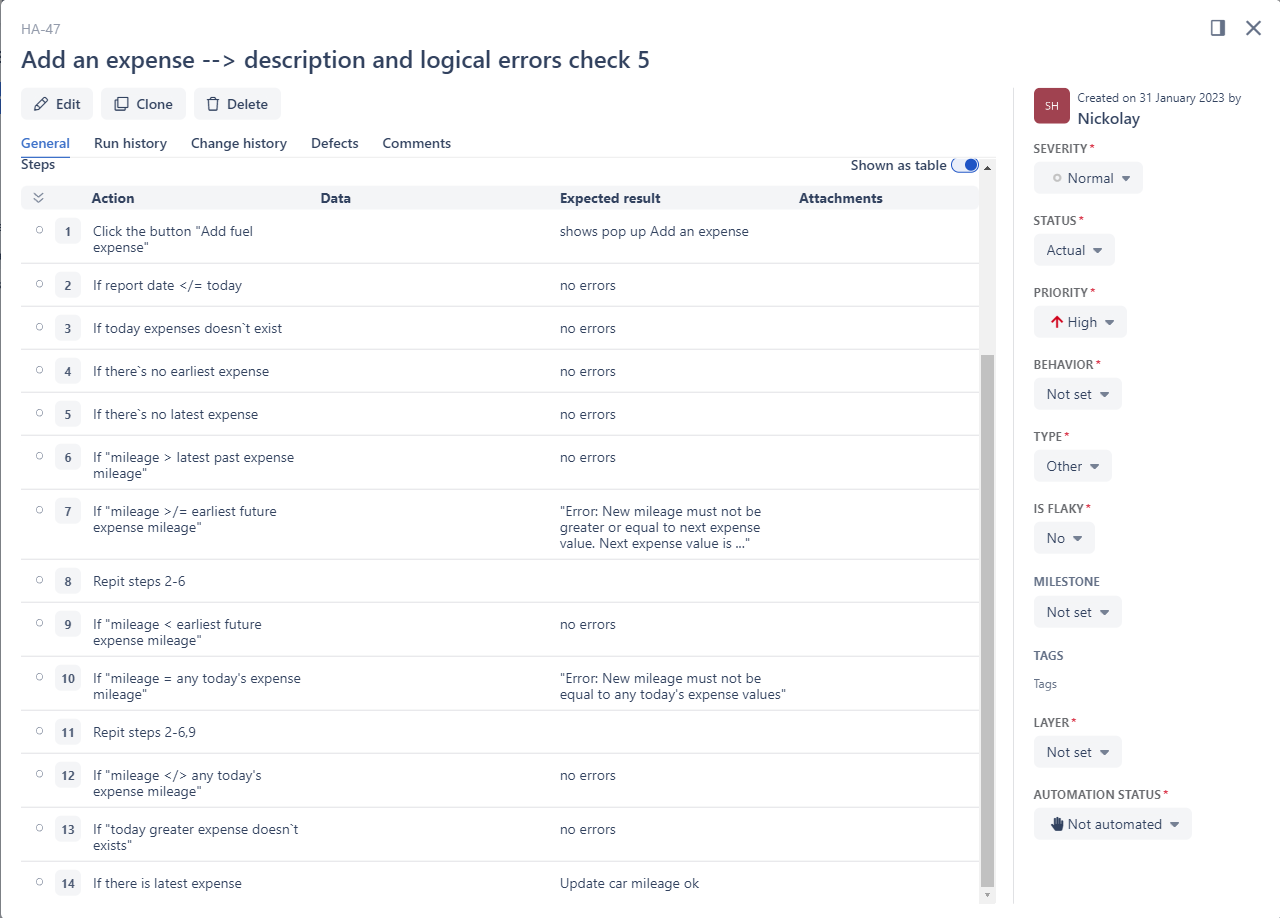 HA-47
Add an expense --> description and logical errors check 5
Edit Clone Delete
General Run history Change history Defects Comments
Steps Shown as table
Action Data Expected result Attachments
1 Click the button "Add fuel shows pop up Add an expense
expense"
2 If report date </= today no errors
3 If today expenses doesn`t exist no errors
4 If there`s no earliest expense no errors
5 If there`s no latest expense no errors
6 If "mileage > latest past expense no errors
mileage"
7 If "mileage >/= earliest future "Error: New mileage must not be
expense mileage" greater or equal to next expense
value. Next expense value is ..."
8 Repit steps 2-6
9 If "mileage < earliest future no errors
expense mileage"
10 If "mileage = any today's expense "Error: New mileage must not be
mileage" equal to any today's expense values"
11 Repit steps 2-6,9
12 If "mileage </> any today's no errors
expense mileage"
13 If "today greater expense doesn`t no errors
exists"
14 If there is latest expense Update car mileage ok
SH Created on 31 January 2023 by
Nickolay
SEVERITY*
Normal
STATUS*
Actual
PRIORITY*
High
BEHAVIOR*
Not set
TYPE*
Other
IS FLAKY*
No
MILESTONE
Not set
TAGS
Tags
LAYER*
Not set
AUTOMATION STATUS*
Not automated